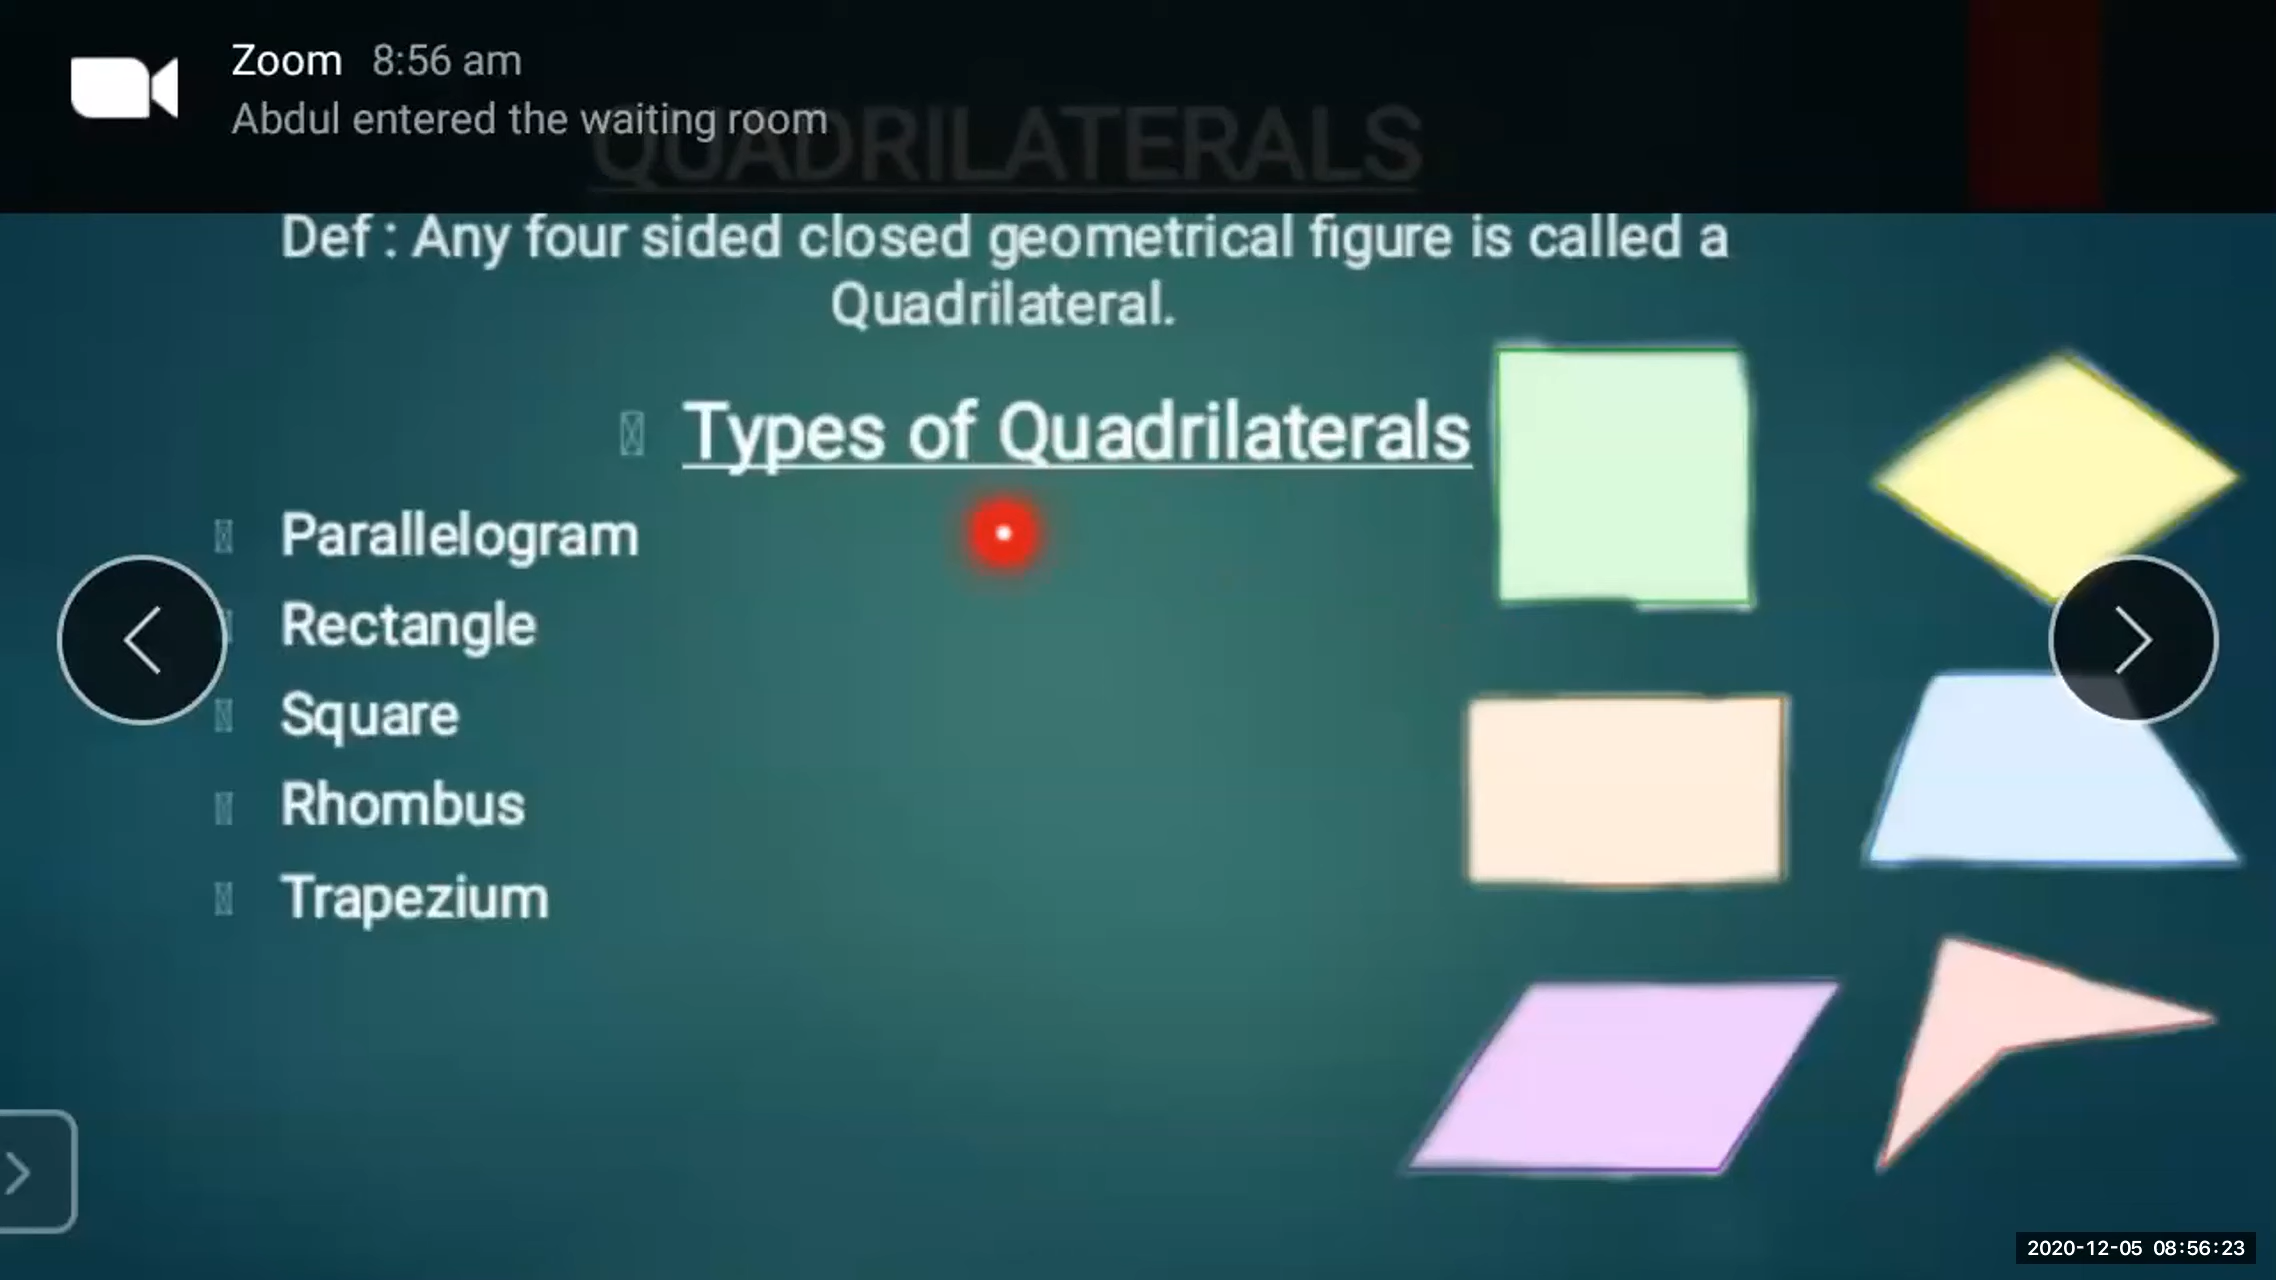 Zoom 8:56 am
Abdul entered the waiting room
QUADRILATERALS
Def : Any four sided closed geometrical figure is called a
Quadrilateral.
Types of Quadrilaterals
Parallelogram
Rectangle
Square
Rhombus
Trapezium
2020-12-05 08:56:23